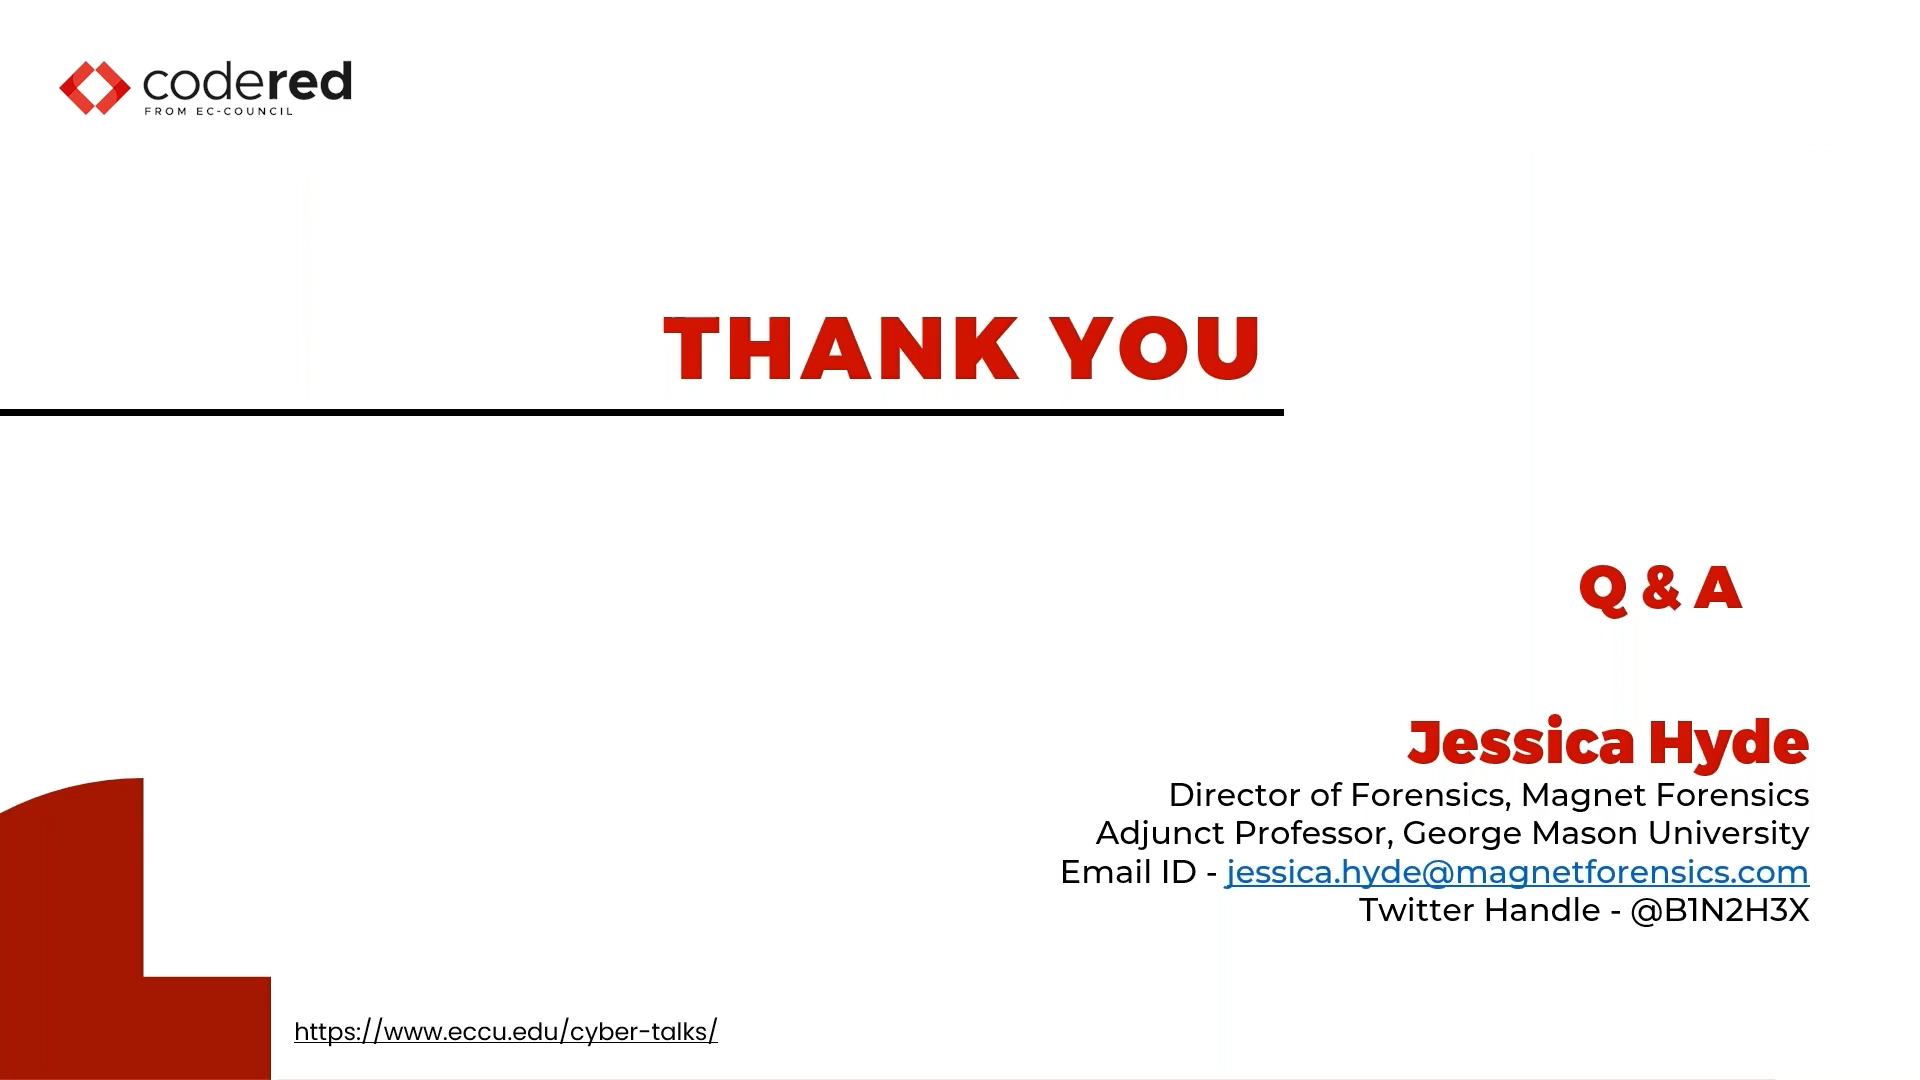 codered
FROM EC-COUNCIL
THANK YOU
Q & A
Jessica Hyde
Director of Forensics, Magnet Forensics
Adjunct Professor, George Mason University
Email ID - jessica.hyde@magnetforensics.com
Twitter Handle - @B1N2H3X
https://www.eccu.edu/cyber-talks/